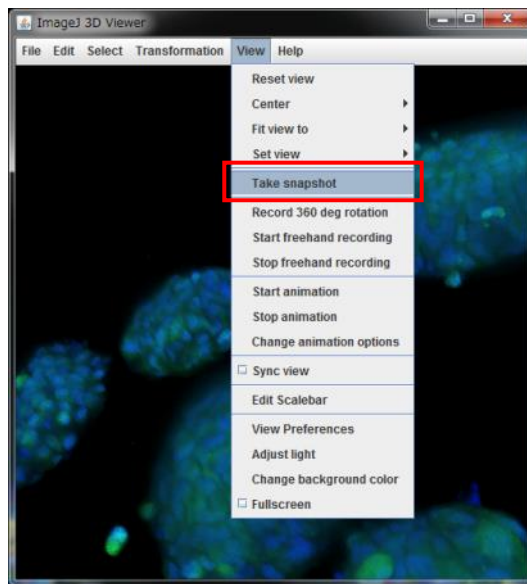 ImageJ 3D Viewer
File Edit Select Transformation View Help
Reset view
Center
Fit view to
Set view
Take snapshot
Record 360 deg rotation
Start freehand recording
Stop freehand recording
Start animation
Stop animation
Change animation options
Sync view
Edit Scalebar
View Preferences
Adjust light
Change background color
Fullscreen